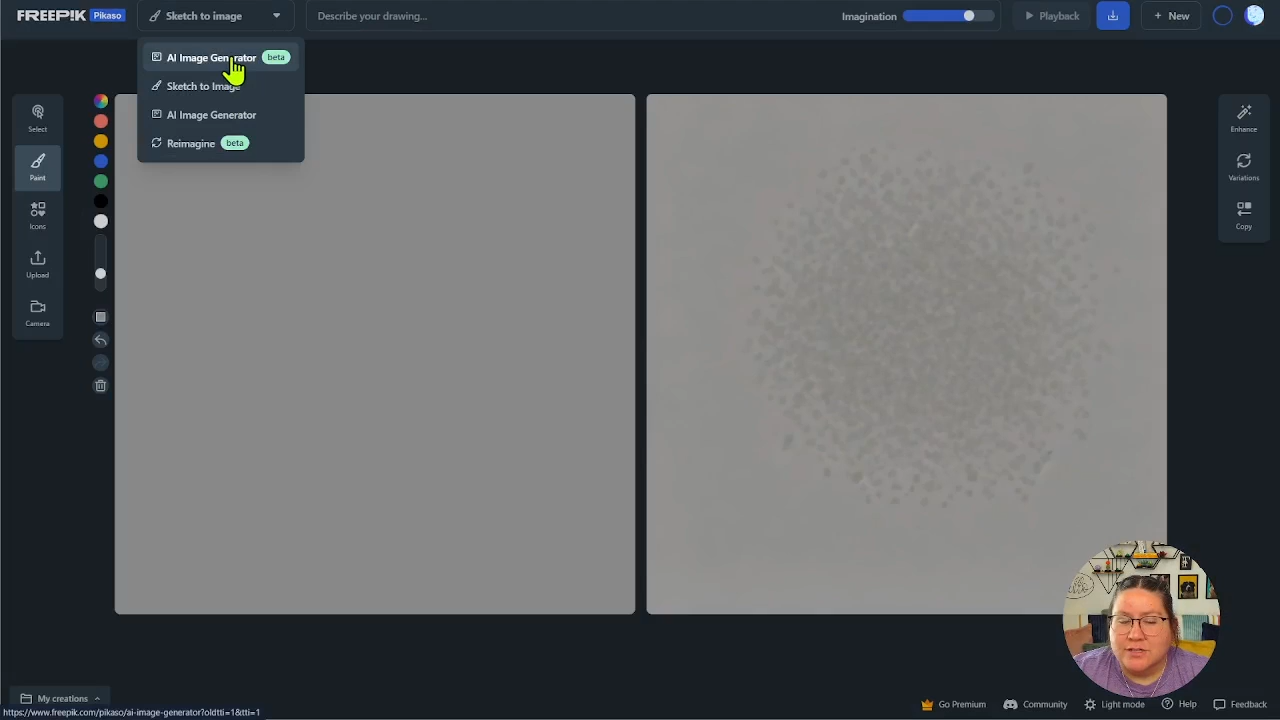 FREEPIK Pikaso
Sketch to image
Describe your drawing...
Imagination
Playback
New
AI Image Generator beta
Sketch to Image
AI Image Generator
Reimagine beta
Select
Paint
Icons
Upload
Camera
Enhance
Variations
Copy
My creations
https://www.freepik.com/pikaso/ai-image-generator?oldtti=1&tti=1
Go Premium
Community
Light mode
Help
Feedback